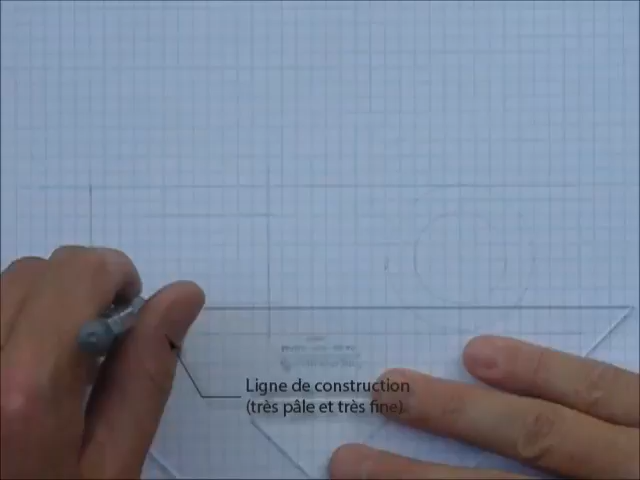 Ligne de construction
(très pâle et très fine)